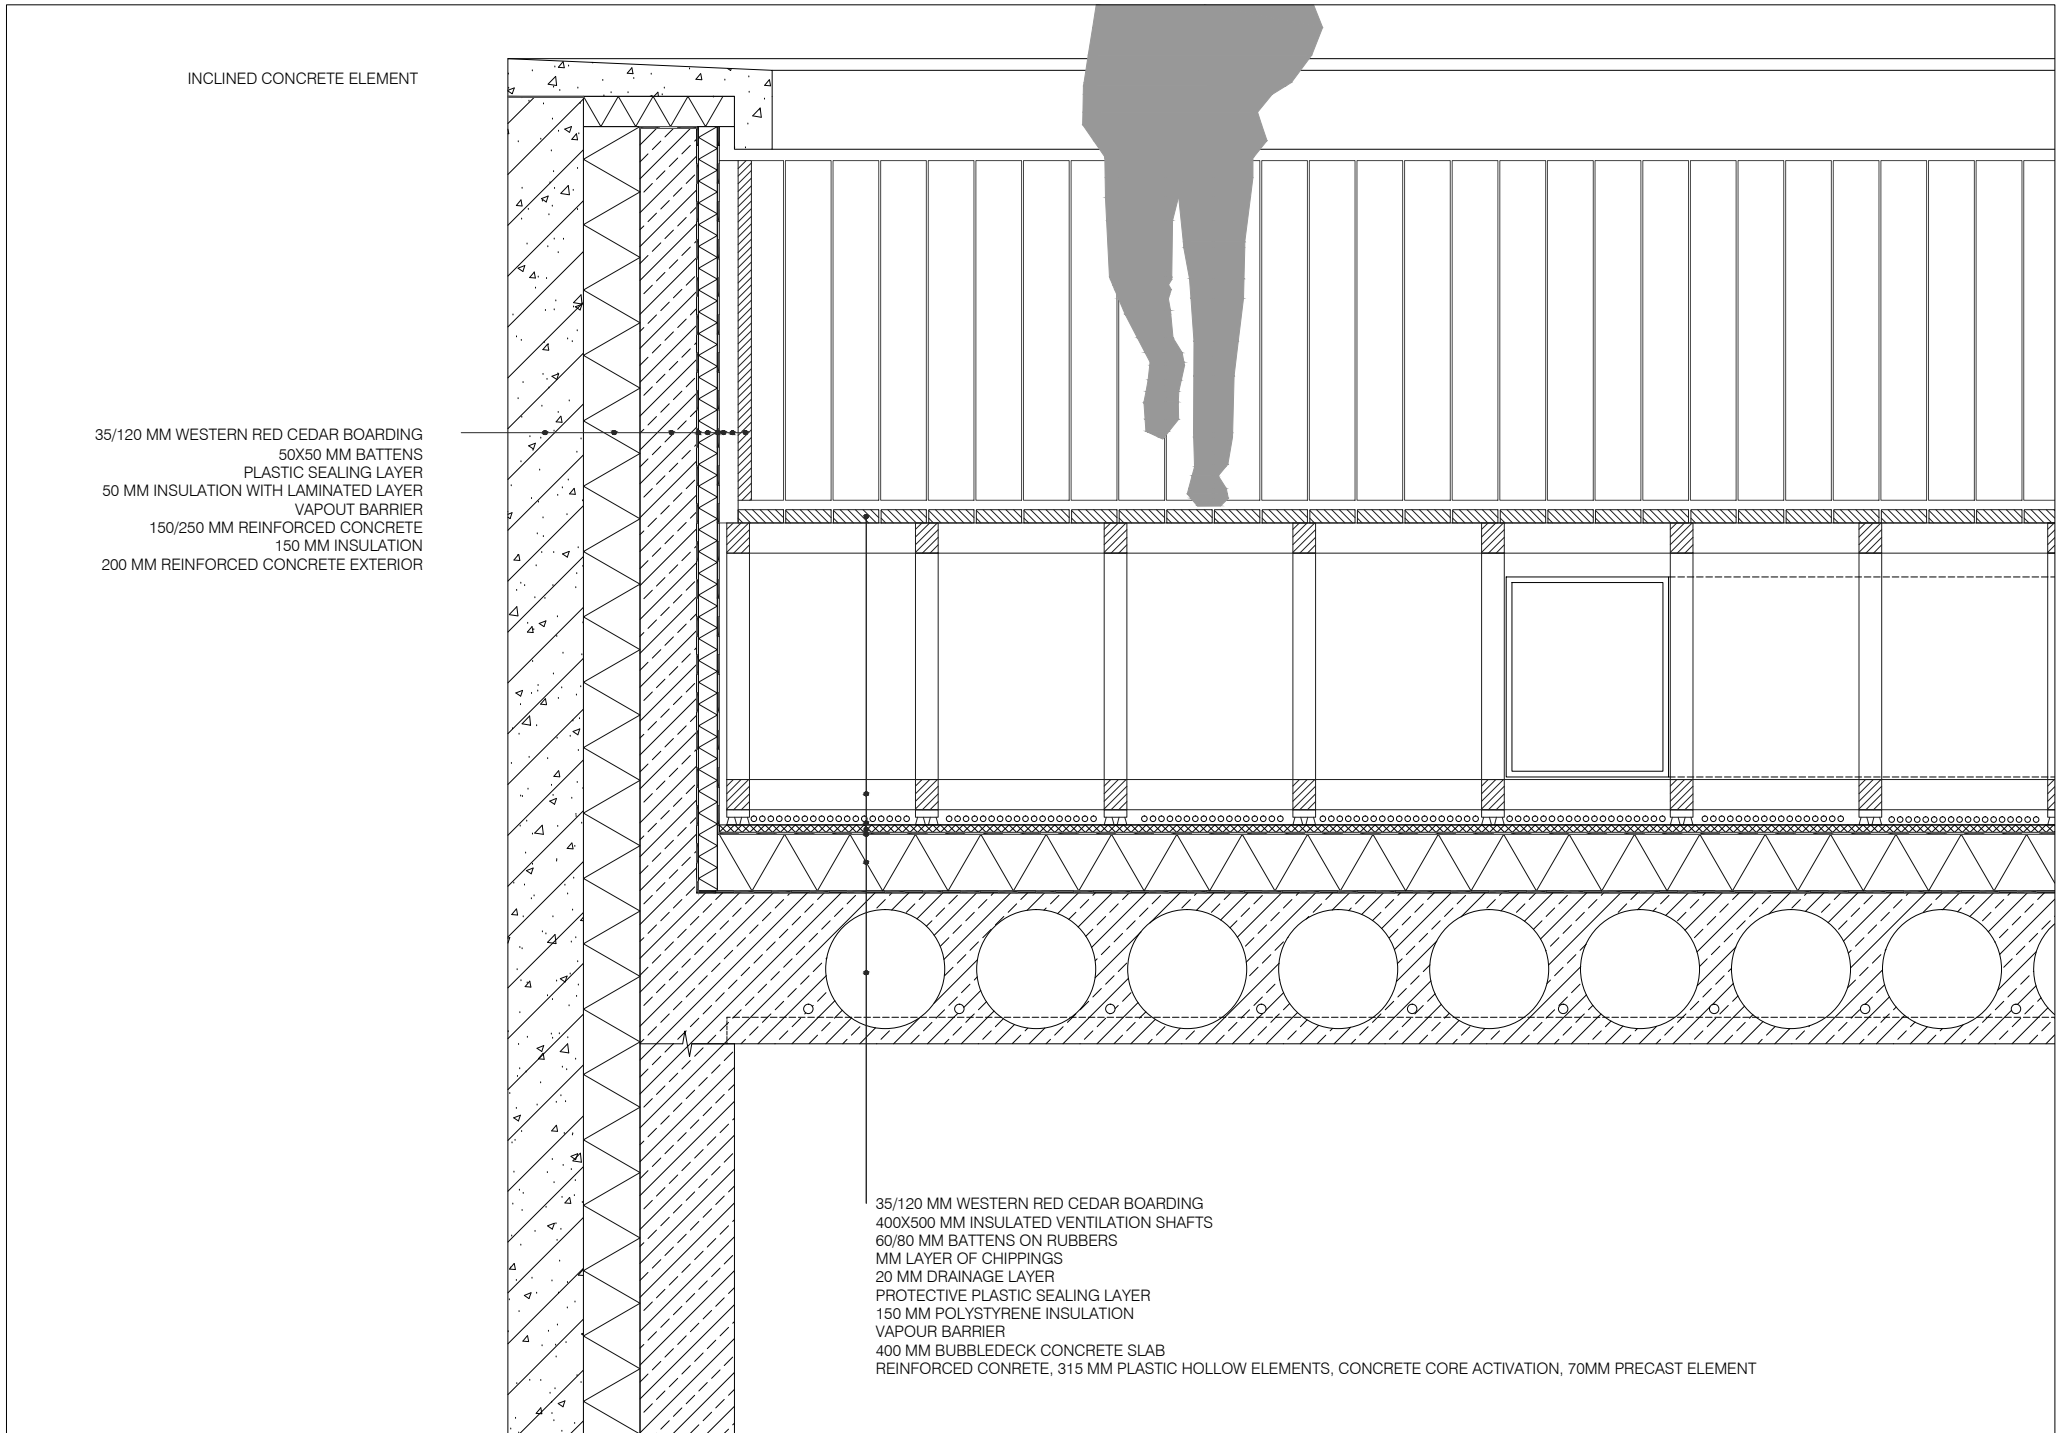 INCLINED CONCRETE ELEMENT
35/120 MM WESTERN RED CEDAR BOARDING
50X50 MM BATTENS
PLASTIC SEALING LAYER
50 MM INSULATION WITH LAMINATED LAYER
VAPOUT BARRIER
150/250 MM REINFORCED CONCRETE
150 MM INSULATION
200 MM REINFORCED CONCRETE EXTERIOR
35/120 MM WESTERN RED CEDAR BOARDING
400X500 MM INSULATED VENTILATION SHAFTS
60/80 MM BATTENS ON RUBBERS
MM LAYER OF CHIPPINGS
20 MM DRAINAGE LAYER
PROTECTIVE PLASTIC SEALING LAYER
150 MM POLYSTYRENE INSULATION
VAPOUR BARRIER
400 MM BUBBLEDECK CONCRETE SLAB
REINFORCED CONRETE, 315 MM PLASTIC HOLLOW ELEMENTS, CONCRETE CORE ACTIVATION, 70MM PRECAST ELEMENT